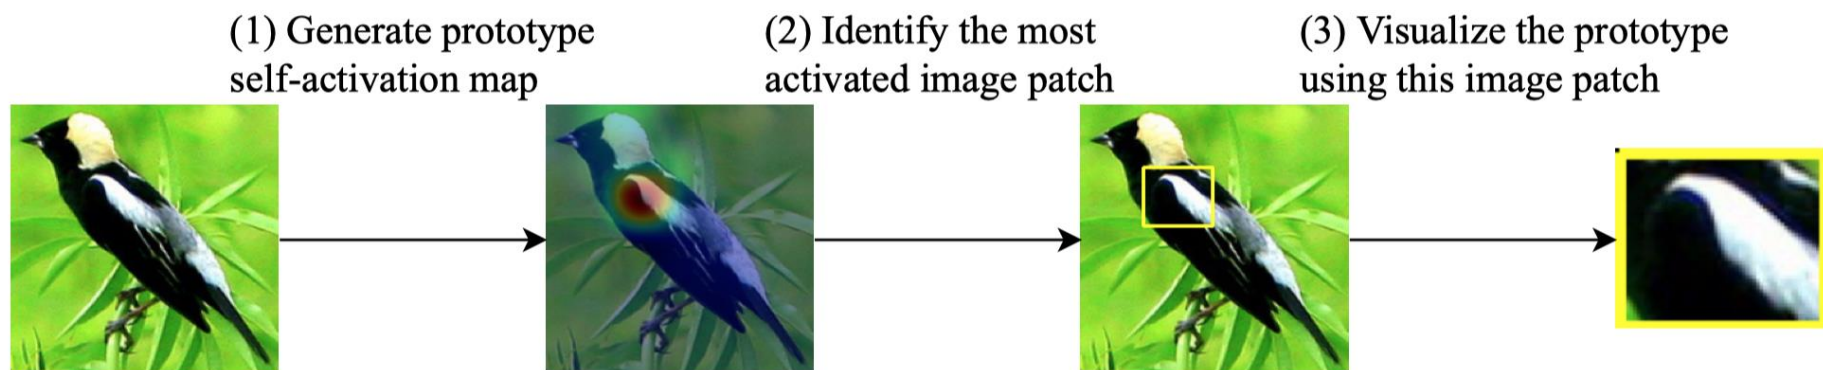 (1) Generate prototype
self-activation map
(2) Identify the most
activated image patch
(3) Visualize the prototype
using this image patch